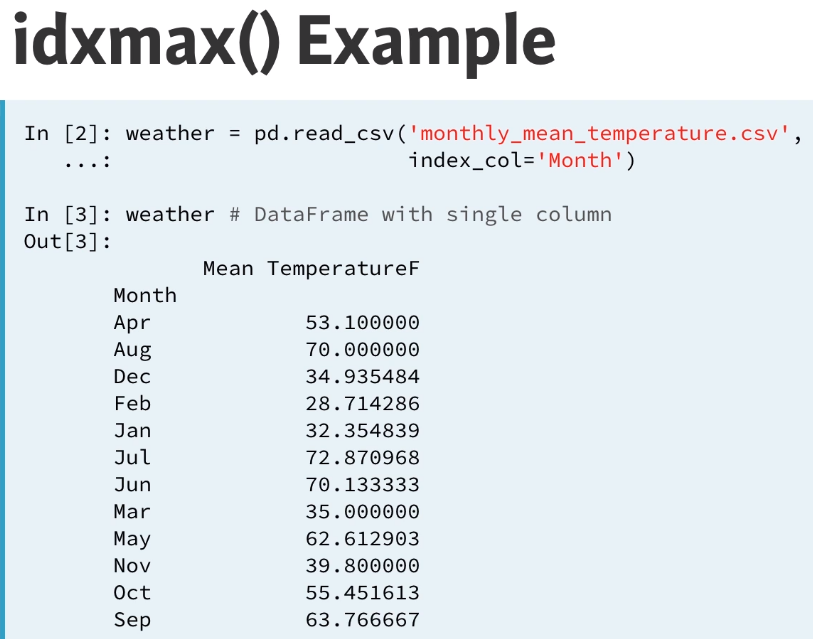 idxmax() Example
In [2]: weather = pd.read_csv('monthly_mean_temperature.csv',
   ...:                       index_col='Month')
In [3]: weather # DataFrame with single column
Out[3]:
Mean TemperatureF
Month
Apr 53.100000
Aug 70.000000
Dec 34.935484
Feb 28.714286
Jan 32.354839
Jul 72.870968
Jun 70.133333
Mar 35.000000
May 62.612903
Nov 39.800000
Oct 55.451613
Sep 63.766667